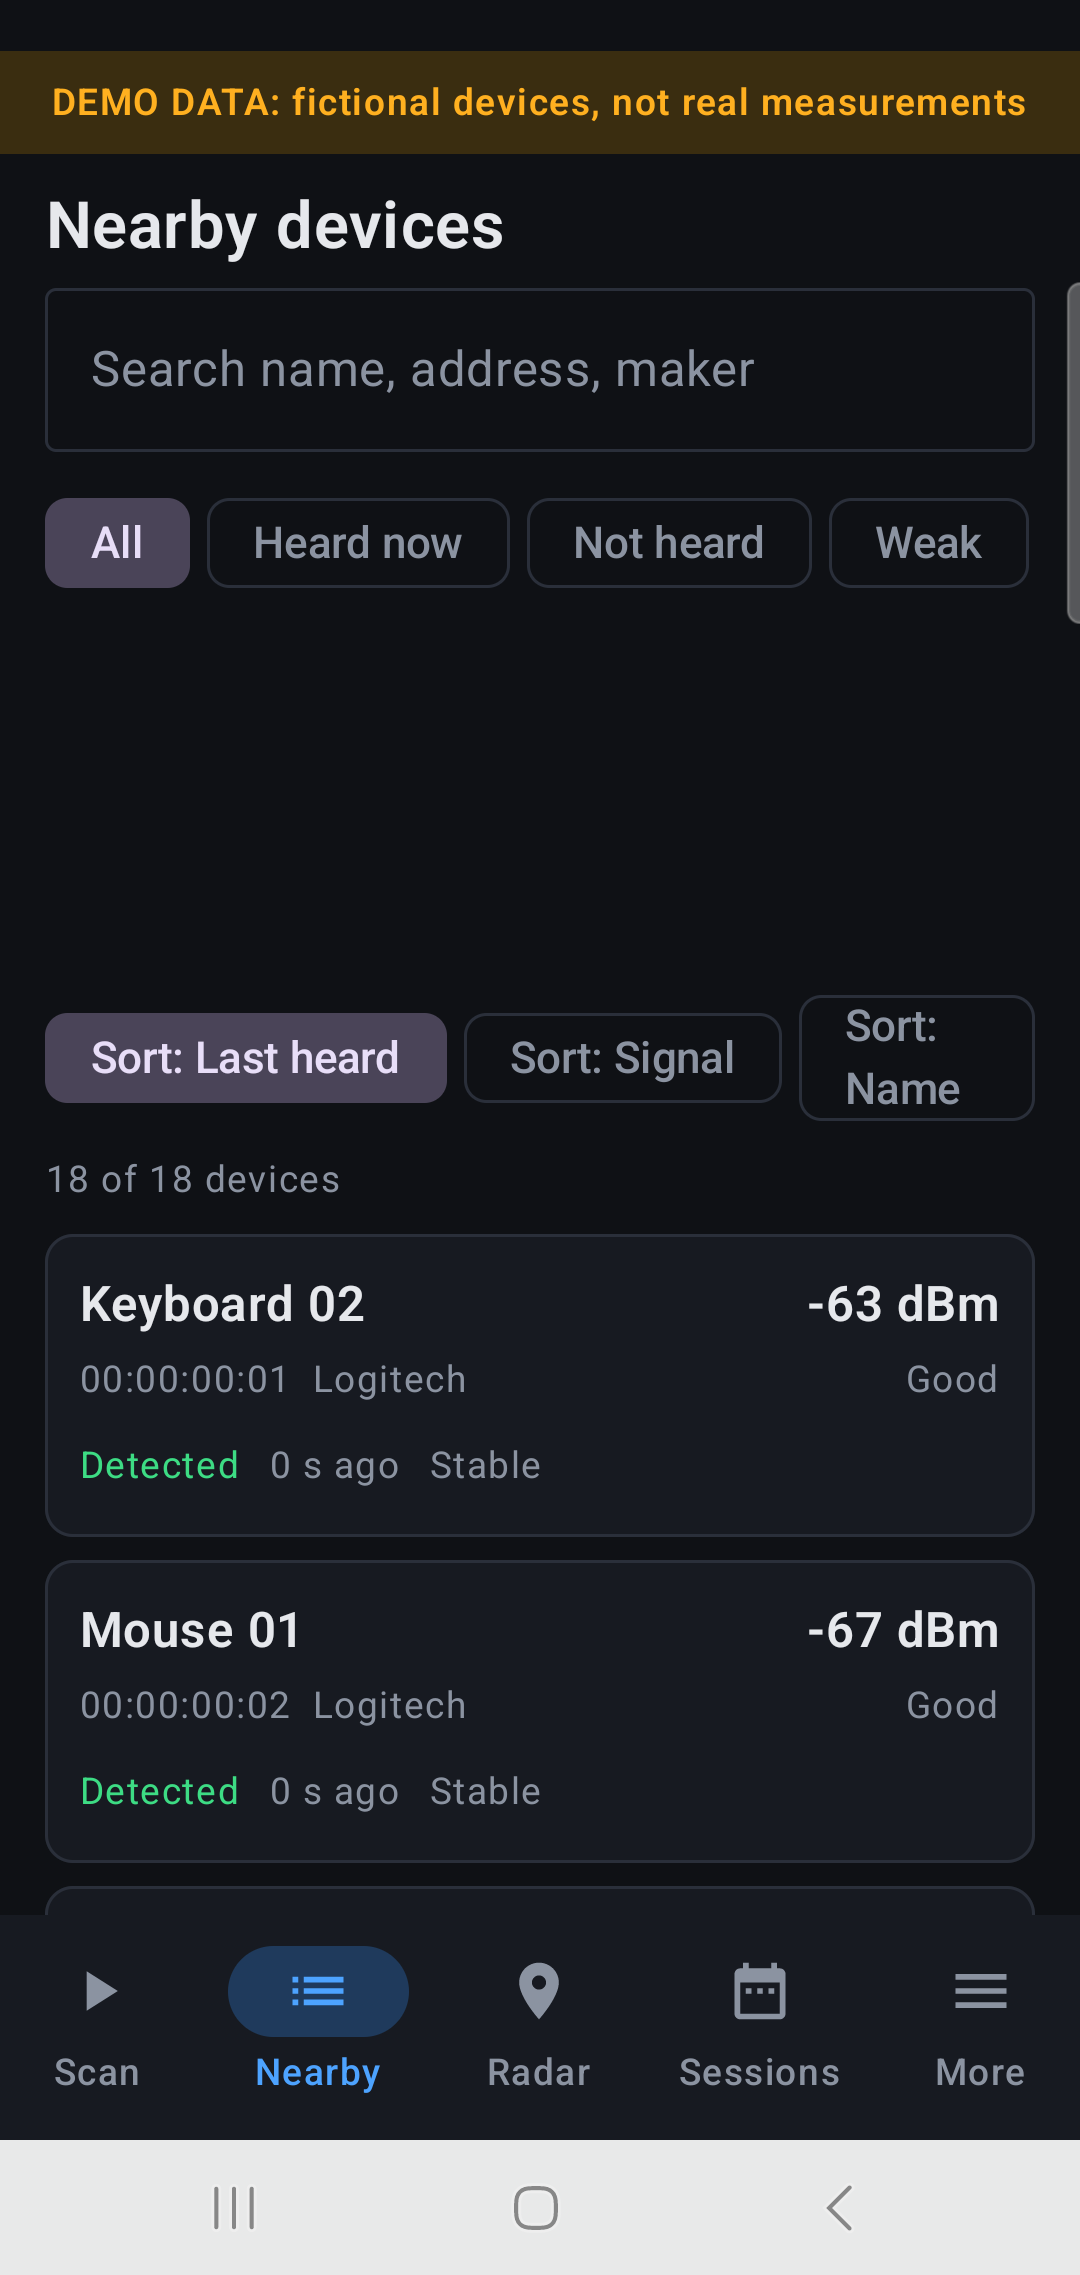 DEMO DATA: fictional devices, not real measurements
Nearby devices
Search name, address, maker
All
Heard now
Not heard
Weak
Sort: Last heard
Sort: Signal
Sort:
Name
18 of 18 devices
Keyboard 02
-63 dBm
00:00:00:01 Logitech
Good
Detected 0 s ago Stable
Mouse 01
-67 dBm
00:00:00:02 Logitech
Good
Detected 0 s ago Stable
Scan
Nearby
Radar
Sessions
More